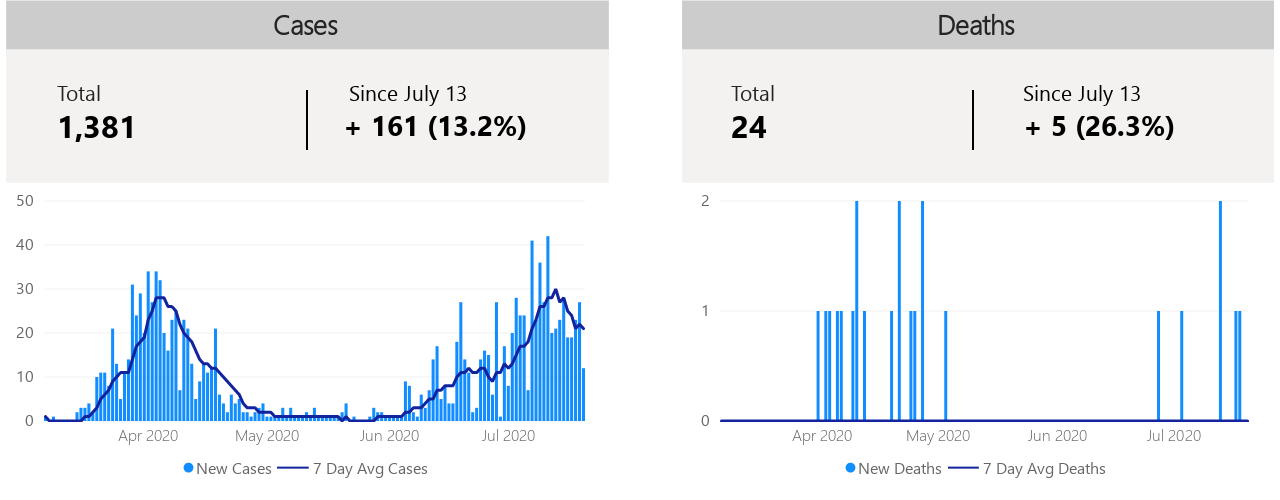 Cases
Total
Since July 13
1,381
+ 161 (13.2%)
50
40
30
20
10
0
Apr 2020
May 2020
Jun 2020
Jul 2020
New Cases
7 Day Avg Cases
Deaths
Total
Since July 13
24
+ 5 (26.3%)
2
1
0
Apr 2020
May 2020
Jun 2020
Jul 2020
New Deaths
7 Day Avg Deaths